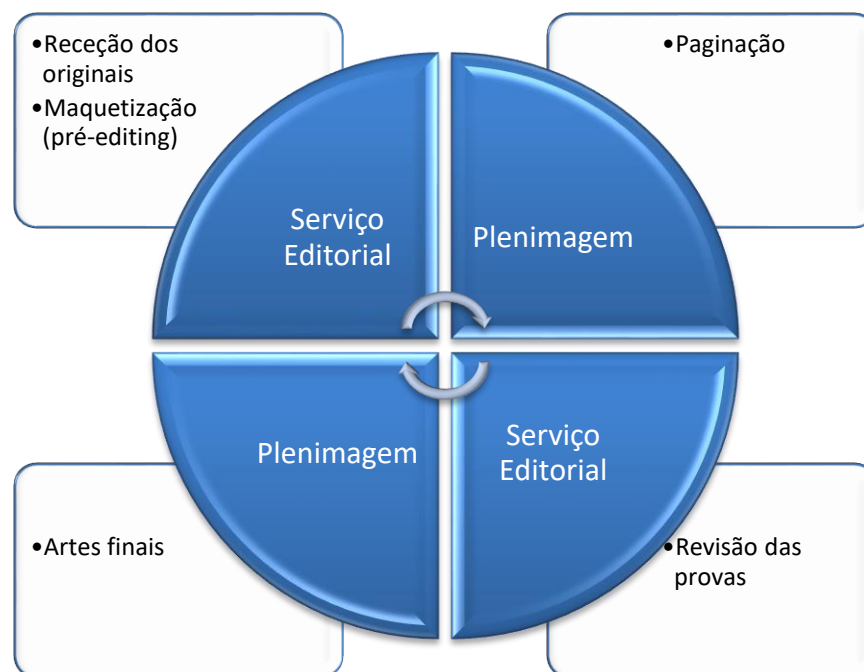 •Receção dos
originais
•Maquetização
(pré-editing)
•Paginação
Serviço
Editorial
Plenimagem
Plenimagem
Serviço
Editorial
•Artes finais
•Revisão das
provas